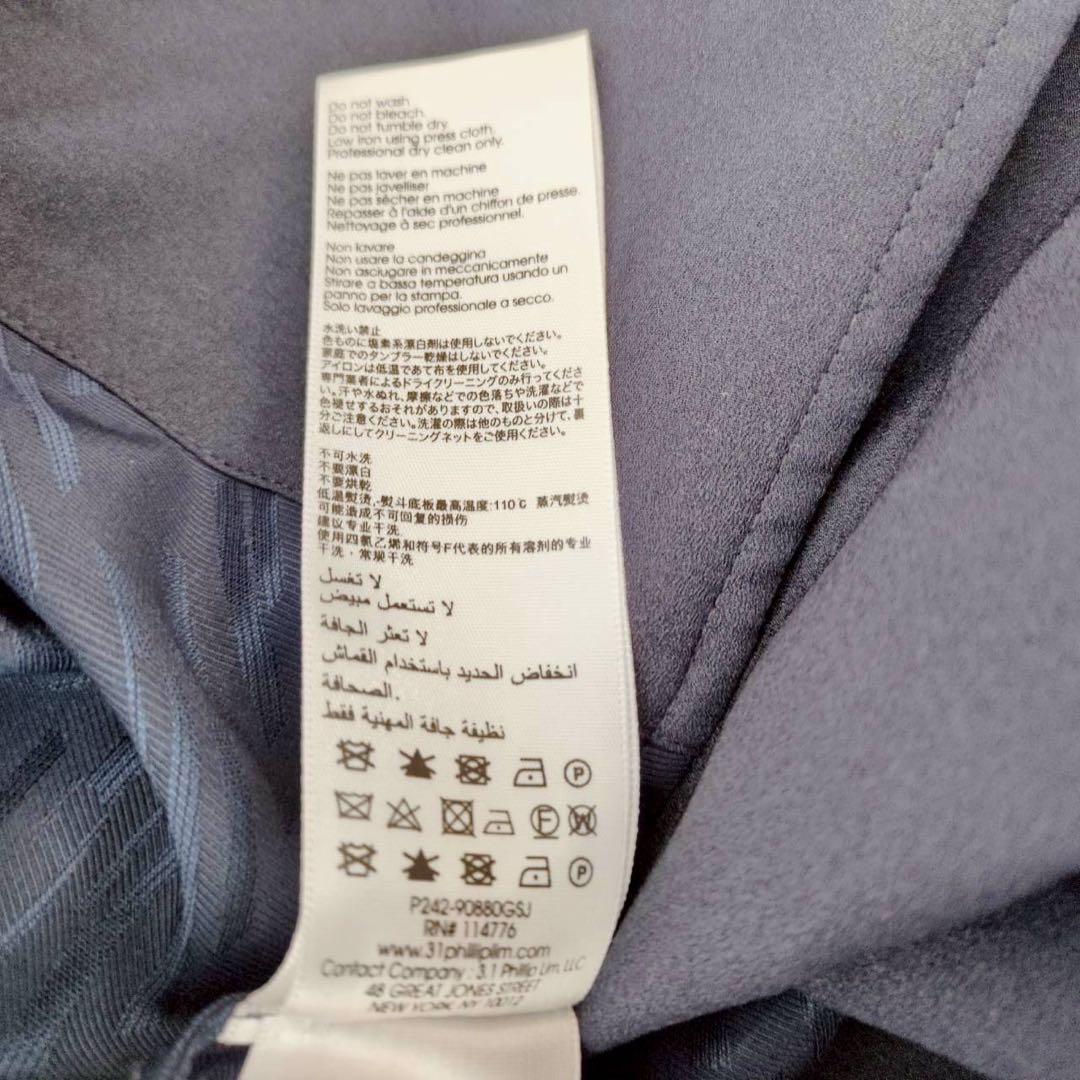 Do not wash
Do not bleach.
Do not tumble dry.
Low iron using press cloth.
Professional dry clean only.
Ne pas laver en machine
Ne pas javelliser
Ne pas sécher en machine
Repasser à l'aide d'un chiffon de presse.
Nettoyage à sec professionnel.
Non lavare
Non usare la candeggina
Non asciugare in meccanicamente
Stirare a bassa temperatura usando un
panno per la stampa.
Solo lavaggio professionale a secco.
水洗い禁止
色ものに塩素系漂白剤は使用しないでください。
家庭でのタンブラー乾燥はしないでください。
アイロンは低温であて布を使用してください。
専門業者によるドライクリーニングのみ行ってくださ
い。汗や水ぬれ、摩擦などでの色落ちや洗濯などで
色褪せするおそれがありますので、取扱いの際は十
分ご注意ください。洗濯の際は他のものと分けて、裏
返しにしてクリーニングネットをご使用ください。
不可水洗
不要漂白
不要烘乾
低溫熨烫,-熨斗底板最高温度:110℃ 蒸汽熨烫
可能造成不可回复的损伤
建议专业干洗
使用四氯乙烯和符号F代表的所有溶剂的专业
干洗,常规干洗
لا تغسل
لا تستعمل مبيض
لا تعثر الجافة
انخفاض الحديد باستخدام القماش
الصحافة.
نظيفة جافة المهنية فقط
P
F W
P
P242-90880GSJ
RN# 114776
www.31philliplim.com
Contact Company : 3.1 Phillip Lim, LLC
48 GREAT JONES STREET
NEW YORK NY 10012